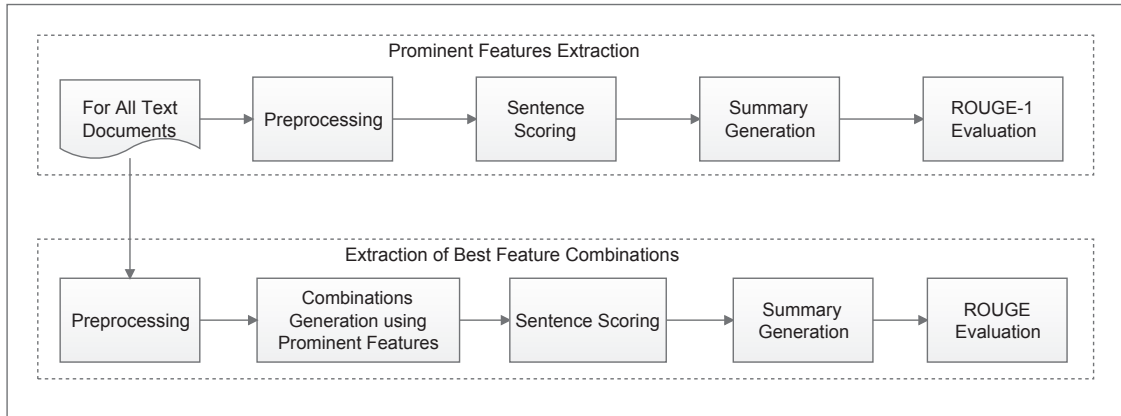 Prominent Features Extraction
For All Text
Documents
Preprocessing
Sentence
Scoring
Summary
Generation
ROUGE-1
Evaluation
Extraction of Best Feature Combinations
Preprocessing
Combinations
Generation using
Prominent Features
Sentence Scoring
Summary
Generation
ROUGE
Evaluation